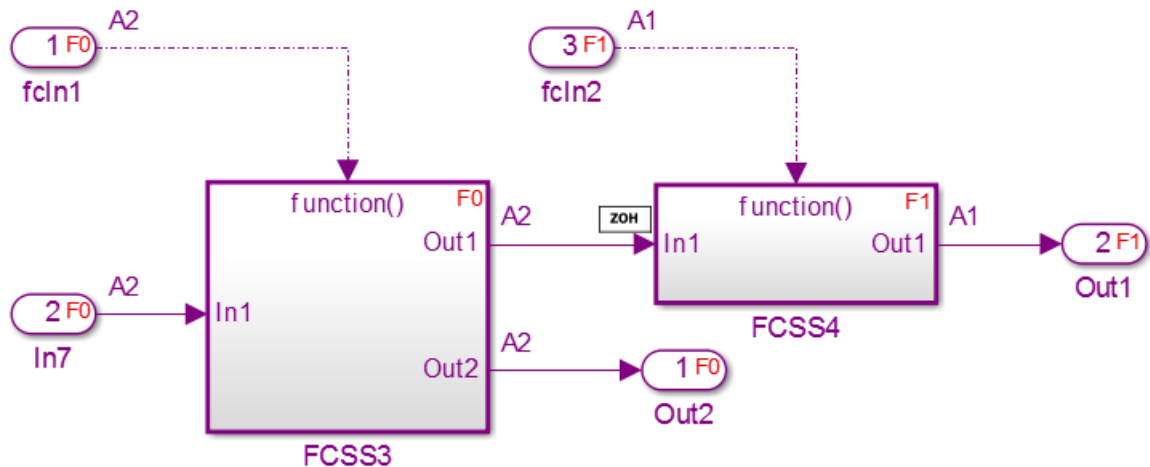 A2
1 F0
fcIn1
A1
3 F1
fcIn2
function()
F0
Out1
A2
ZOH
function()
F1
In1
Out1
A1
2 F1
Out1
FCSS4
A2
2 F0
In7
In1
Out2
A2
1 F0
Out2
FCSS3